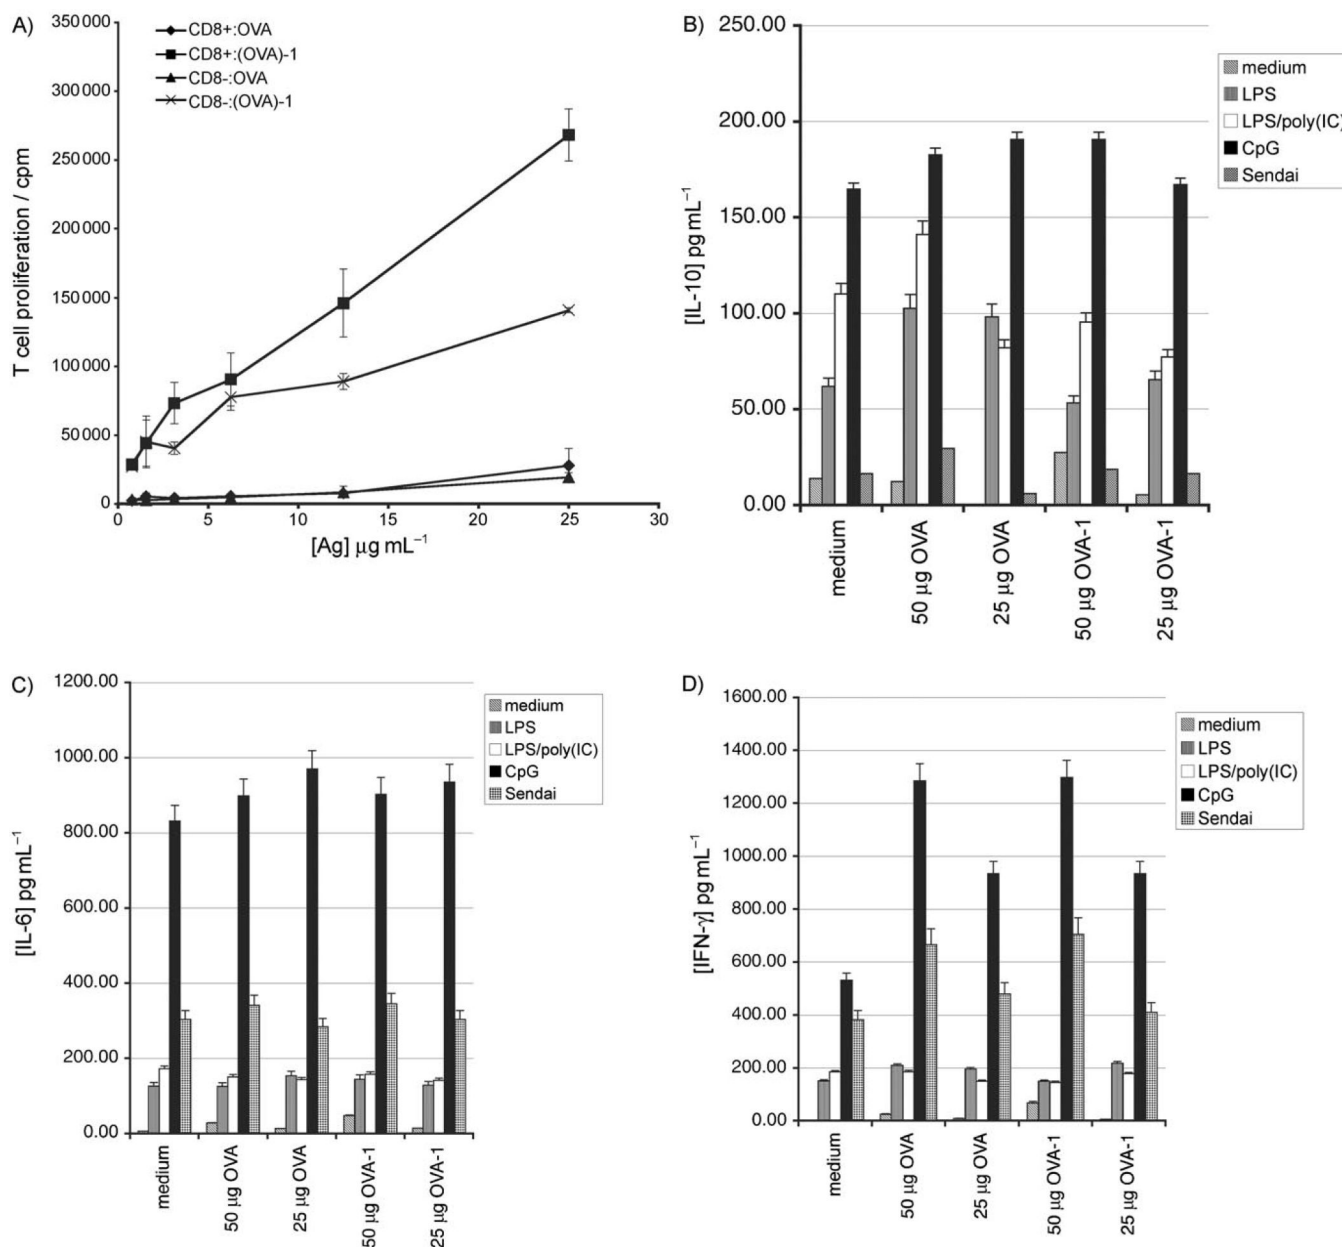 A)
350 000
300 000
250 000
200 000
150 000
100 000
50 000
0
T cell proliferation / cpm
CD8+:OVA
CD8+:(OVA)-1
CD8-:OVA
CD8-:(OVA)-1
0 5 10 15 20 25 30
[Ag] μg mL⁻¹
B)
250.00
200.00
150.00
100.00
50.00
0.00
[IL-10] pg mL⁻¹
medium
LPS
LPS/poly(IC)
CpG
Sendai
medium
50 μg OVA
25 μg OVA
50 μg OVA-1
25 μg OVA-1
C)
1200.00
1000.00
800.00
600.00
400.00
200.00
0.00
[IL-6] pg mL⁻¹
medium
LPS
LPS/poly(IC)
CpG
Sendai
medium
50 μg OVA
25 μg OVA
50 μg OVA-1
25 μg OVA-1
D)
1600.00
1400.00
1200.00
1000.00
800.00
600.00
400.00
200.00
0.00
[IFN-γ] pg mL⁻¹
medium
LPS
LPS/poly(IC)
CpG
Sendai
medium
50 μg OVA
25 μg OVA
50 μg OVA-1
25 μg OVA-1